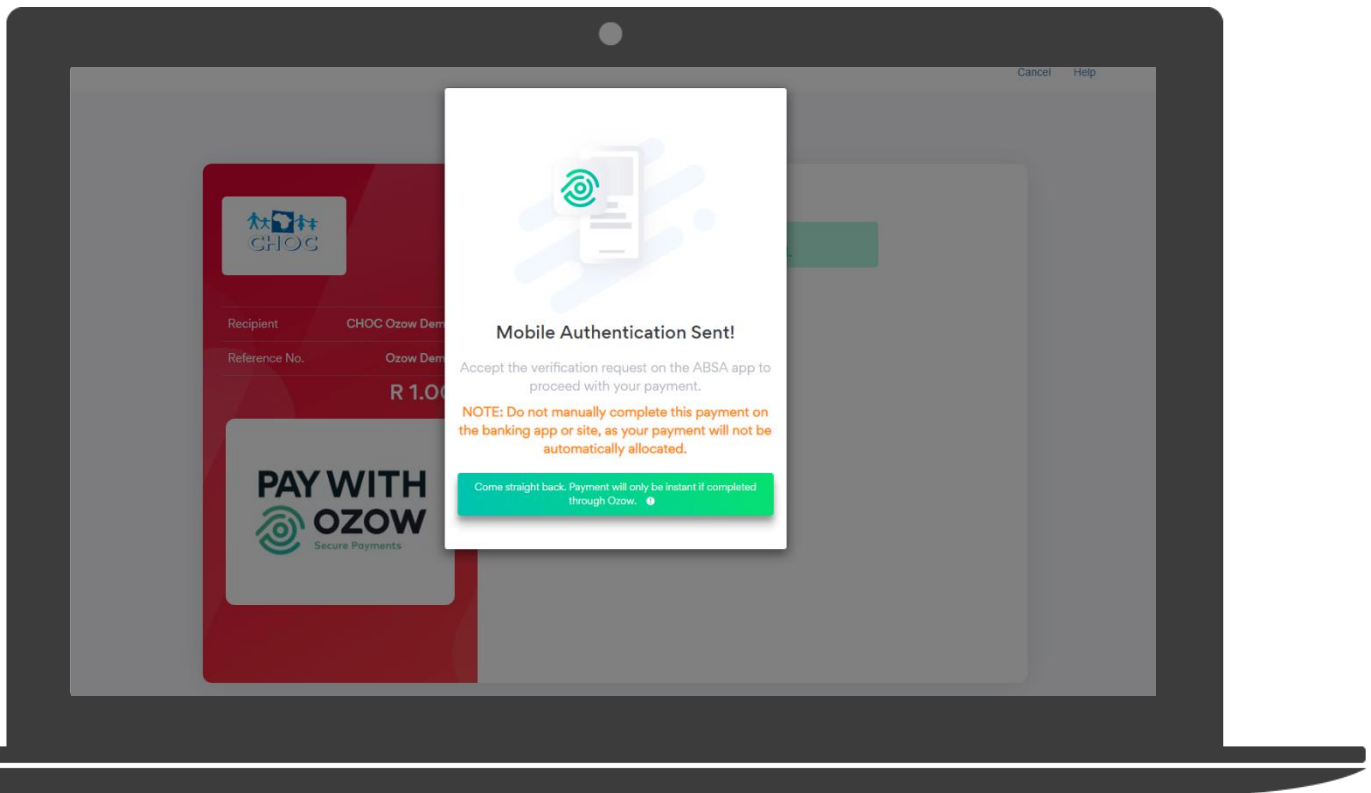 Cancel Help
CHOC
Recipient CHOC Ozow
Reference No. Ozow
R 1.0
PAY WITH
OZOW
Secure Payments
Mobile Authentication Sent!
Accept the verification request on the ABSA app to
proceed with your payment.
NOTE: Do not manually complete this payment on
the banking app or site, as your payment will not be
automatically allocated.
Come straight back. Payment will only be instant if completed
through Ozow.